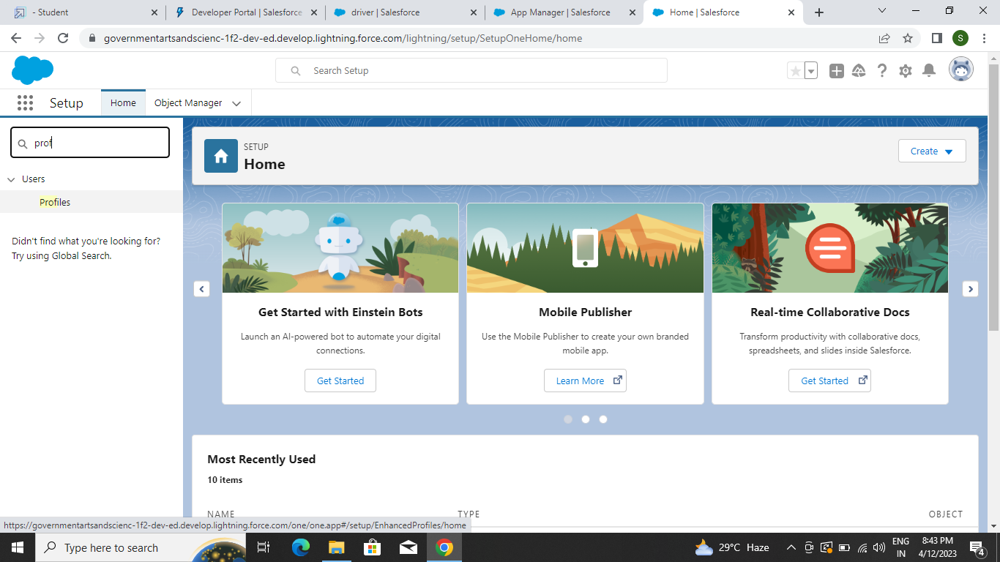 - Student
Developer Portal | Salesforce
driver | Salesforce
App Manager | Salesforce
Home | Salesforce
governmentartsandscienc-1f2-dev-ed.develop.lightning.force.com/lightning/setup/SetupOneHome/home
S
Search Setup
Setup
Home
Object Manager
prof
Users
Profiles
Didn't find what you're looking for?
Try using Global Search.
SETUP
Home
Create
Get Started with Einstein Bots
Launch an AI-powered bot to automate your digital
connections.
Get Started
Mobile Publisher
Use the Mobile Publisher to create your own branded
mobile app.
Learn More
Real-time Collaborative Docs
Transform productivity with collaborative docs,
spreadsheets, and slides inside Salesforce.
Get Started
Most Recently Used
10 items
NAME TYPE OBJECT
https://governmentartsandscienc-1f2-dev-ed.develop.lightning.force.com/one/one.app#/setup/EnhancedProfiles/home
Type here to search
29°C Haze
ENG
IN
8:43 PM
4/12/2023
4